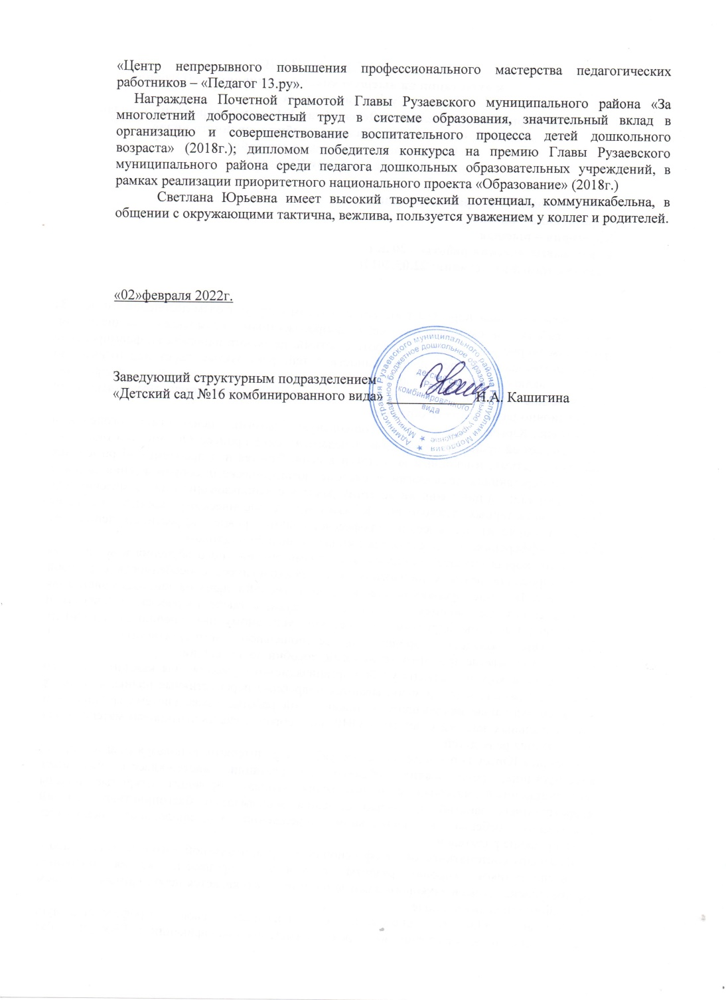 «Центр непрерывного повышения профессионального мастерства педагогических
работников – «Педагог 13.ру».
Награждена Почетной грамотой Главы Рузаевского муниципального района «За
многолетний добросовестный труд в системе образования, значительный вклад в
организацию и совершенствование воспитательного процесса детей дошкольного
возраста» (2018г.); дипломом победителя конкурса на премию Главы Рузаевского
муниципального района среди педагога дошкольных образовательных учреждений, в
рамках реализации приоритетного национального проекта «Образование» (2018г.)
Светлана Юрьевна имеет высокий творческий потенциал, коммуникабельна, в
общении с окружающими тактична, вежлива, пользуется уважением у коллег и родителей.
«02»февраля 2022г.
Заведующий структурным подразделением
«Детский сад №16 комбинированного вида» ____________ Н.А. Кашигина
Администрация Рузаевского муниципального района Республики Мордовия
Муниципальное бюджетное дошкольное образовательное учреждение
детский сад
комбинированного
вида